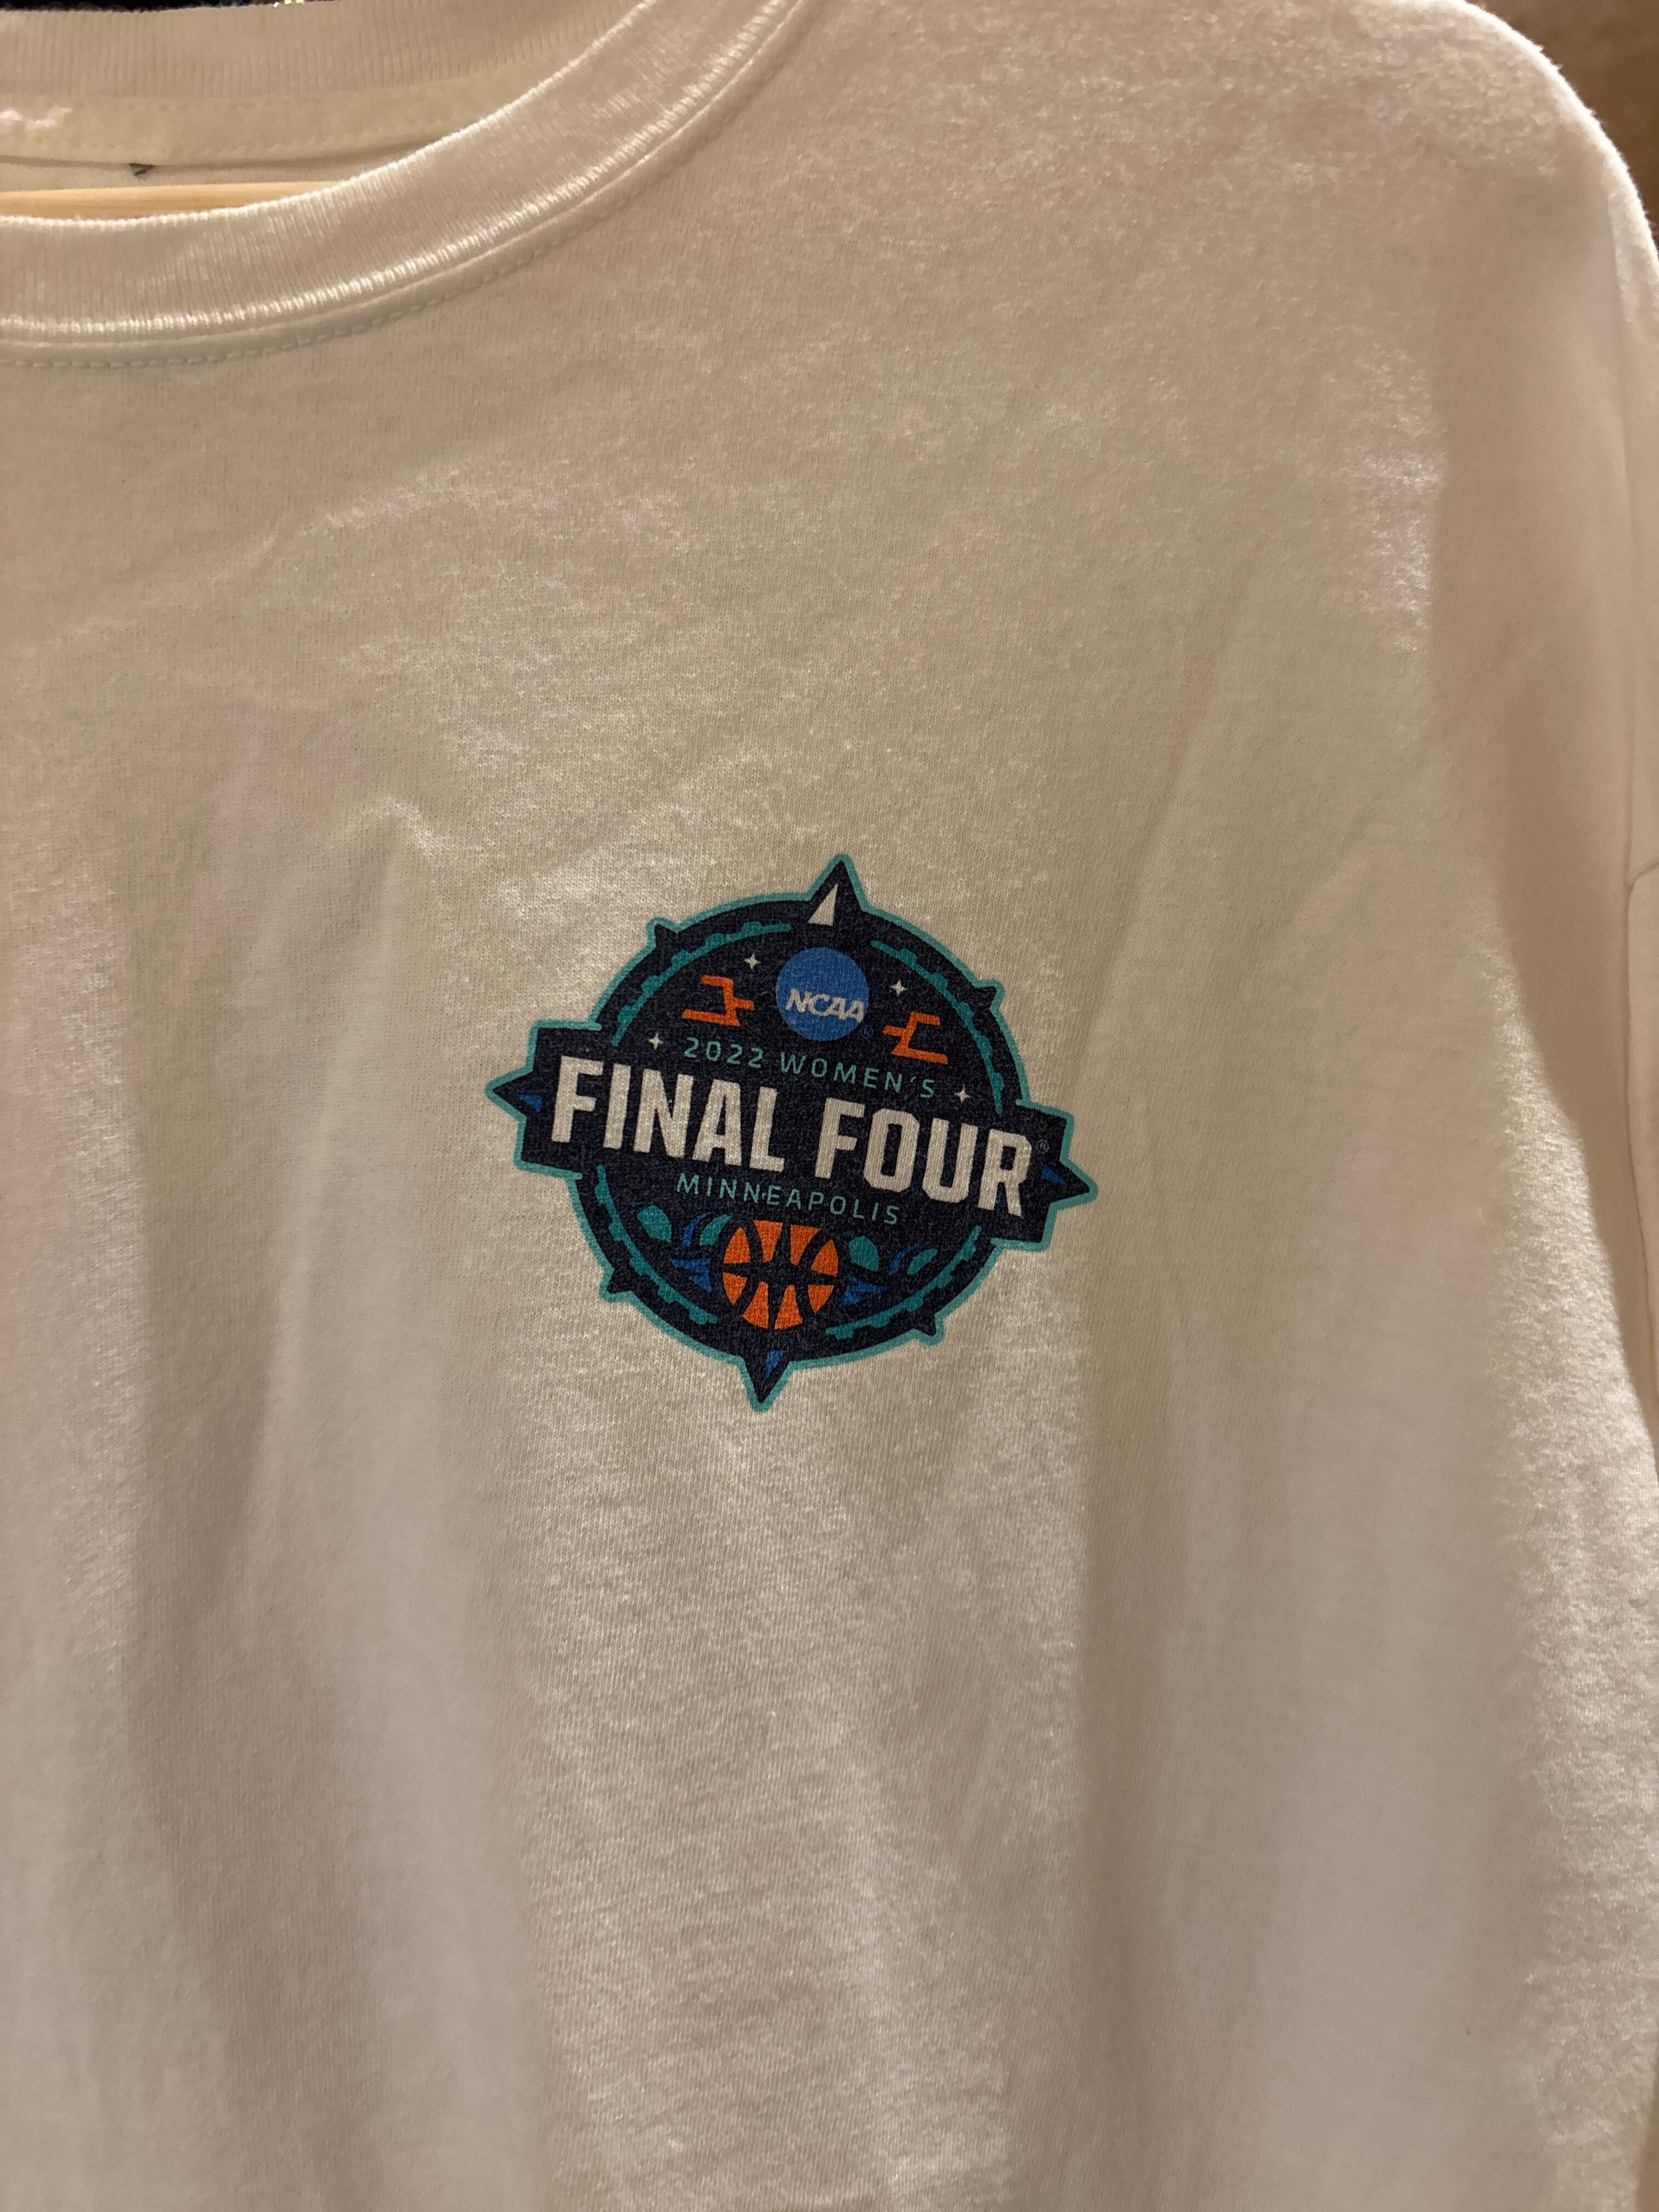 NCAA®
2022 WOMEN'S
FINAL FOUR®
MINNEAPOLIS